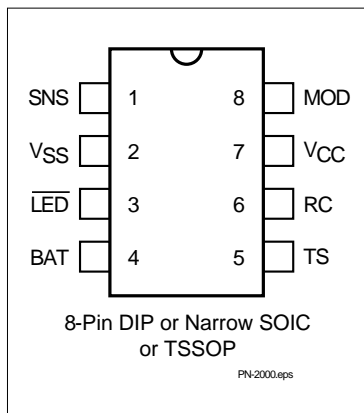 SNS 1 8 MOD
VSS 2 7 VCC
LED 3 6 RC
BAT 4 5 TS
8-Pin DIP or Narrow SOIC
or TSSOP
PN-2000.eps